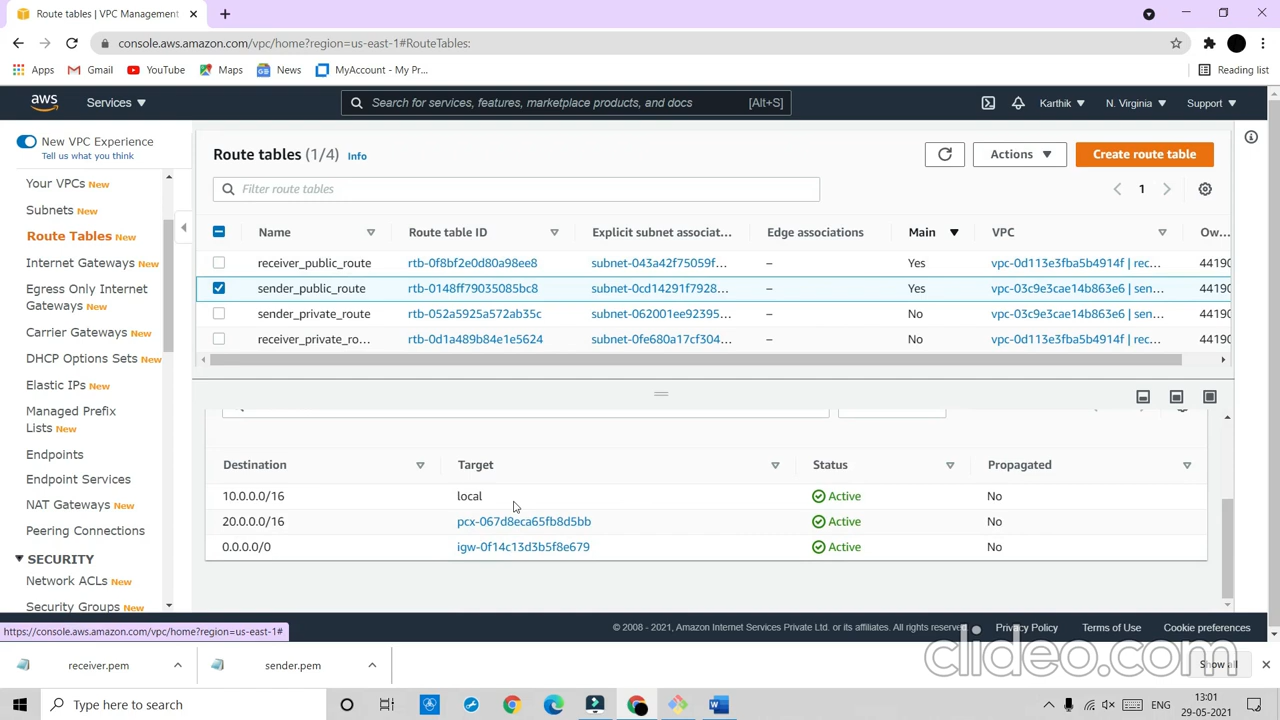 Route tables | VPC Management
console.aws.amazon.com/vpc/home?region=us-east-1#RouteTables:
Apps Gmail YouTube Maps News MyAccount - My Pr... Reading list
aws Services Search for services, features, marketplace products, and docs [Alt+S] Karthik N. Virginia Support
New VPC Experience
Tell us what you think
Your VPCs New
Subnets New
Route Tables New
Internet Gateways New
Egress Only Internet
Gateways New
Carrier Gateways New
DHCP Option Sets New
Elastic IPs New
Managed Prefix
Lists New
Endpoints
Endpoint Services
NAT Gateways New
Peering Connections
SECURITY
Network ACLs New
Security Groups New
Route tables (1/4) Info
Actions Create route table
Filter route tables
1
Name Route table ID Explicit subnet associat... Edge associations Main VPC Ow...
receiver_public_route rtb-0f8bf2e0d80a98ee8 subnet-043a42f75059f... – Yes vpc-0d113e3fba5b4914f | rec... 44190
sender_public_route rtb-0148ff79035085bc8 subnet-0cd14291f7928... – Yes vpc-03c9e3cae14b863e6 | sen... 44190
sender_private_route rtb-052a5925a572ab35c subnet-062001ee92395... – No vpc-03c9e3cae14b863e6 | sen... 44190
receiver_private_ro... rtb-0d1a489b84e1e5624 subnet-0fe680a17cf304... – No vpc-0d113e3fba5b4914f | rec... 44190
Destination Target Status Propagated
10.0.0.0/16 local Active No
20.0.0.0/16 pcx-067d8eca65fb8d5bb Active No
0.0.0.0/0 igw-0f14c13d3b5f8e679 Active No
https://console.aws.amazon.com/vpc/home?region=us-east-1#
© 2008 - 2021, Amazon Internet Services Private Ltd. or its affiliates. All rights reserved. Privacy Policy Terms of Use Cookie preferences
clideo.com
receiver.pem sender.pem Show all
Type here to search
ENG
13:01
29-05-2021